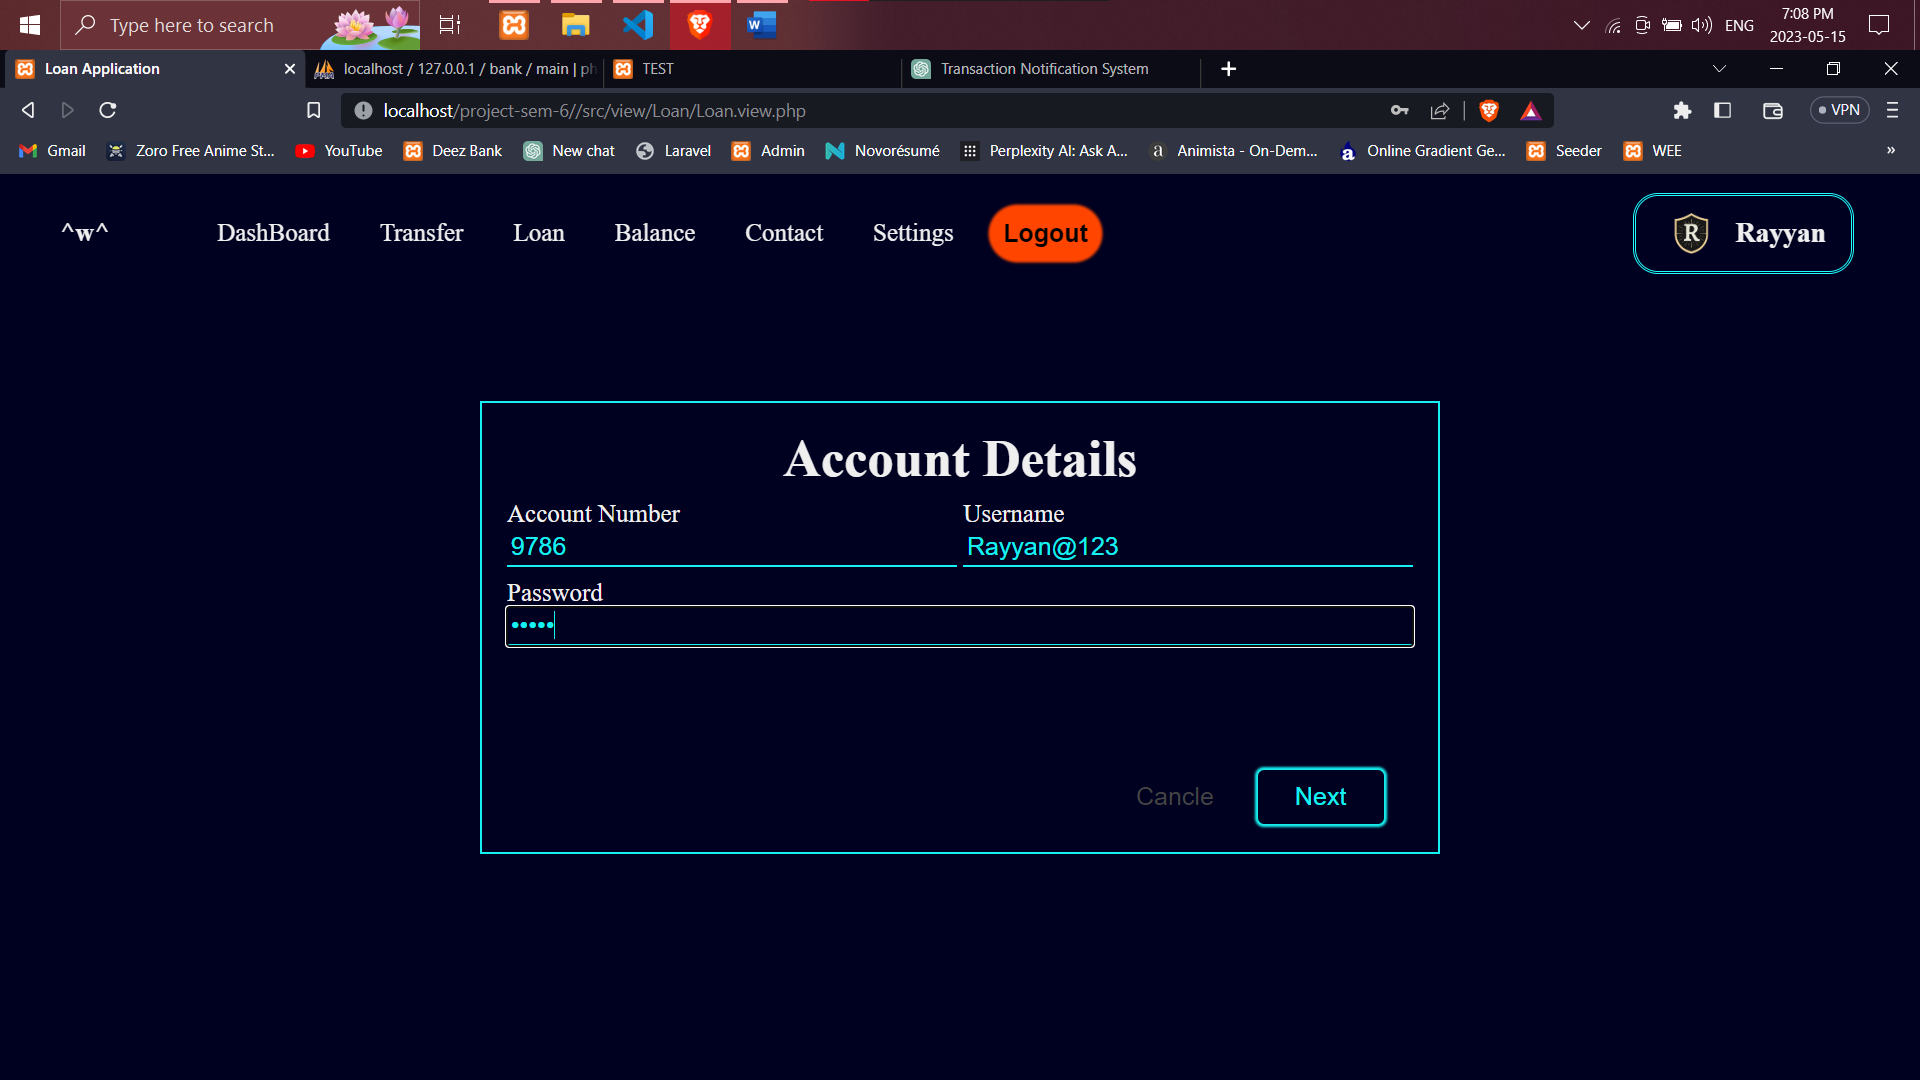 Type here to search
ENG
7:08 PM
2023-05-15
Loan Application
localhost / 127.0.0.1 / bank / main | ph
TEST
Transaction Notification System
localhost/project-sem-6//src/view/Loan/Loan.view.php
VPN
Gmail
Zoro Free Anime St...
YouTube
Deez Bank
New chat
Laravel
Admin
Novorésumé
Perplexity AI: Ask A...
Animista - On-Dem...
Online Gradient Ge...
Seeder
WEE
»
^w^
DashBoard
Transfer
Loan
Balance
Contact
Settings
Logout
R
Rayyan
Account Details
Account Number
Username
9786
Rayyan@123
Password
•••••
Cancle
Next